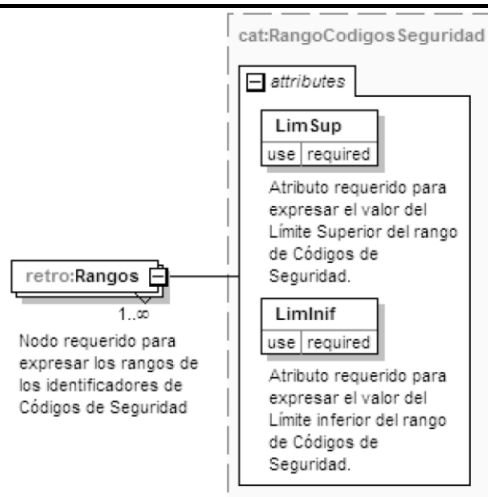 cat:RangoCodigosSeguridad
attributes
LimSup
use required
Atributo requerido para
expresar el valor del
Límite Superior del rango
de Códigos de
Seguridad.
retro:Rangos
1..∞
Nodo requerido para
expresar los rangos de
los identificadores de
Códigos de Seguridad
LimInif
use required
Atributo requerido para
expresar el valor del
Límite inferior del rango
de Códigos de
Seguridad.